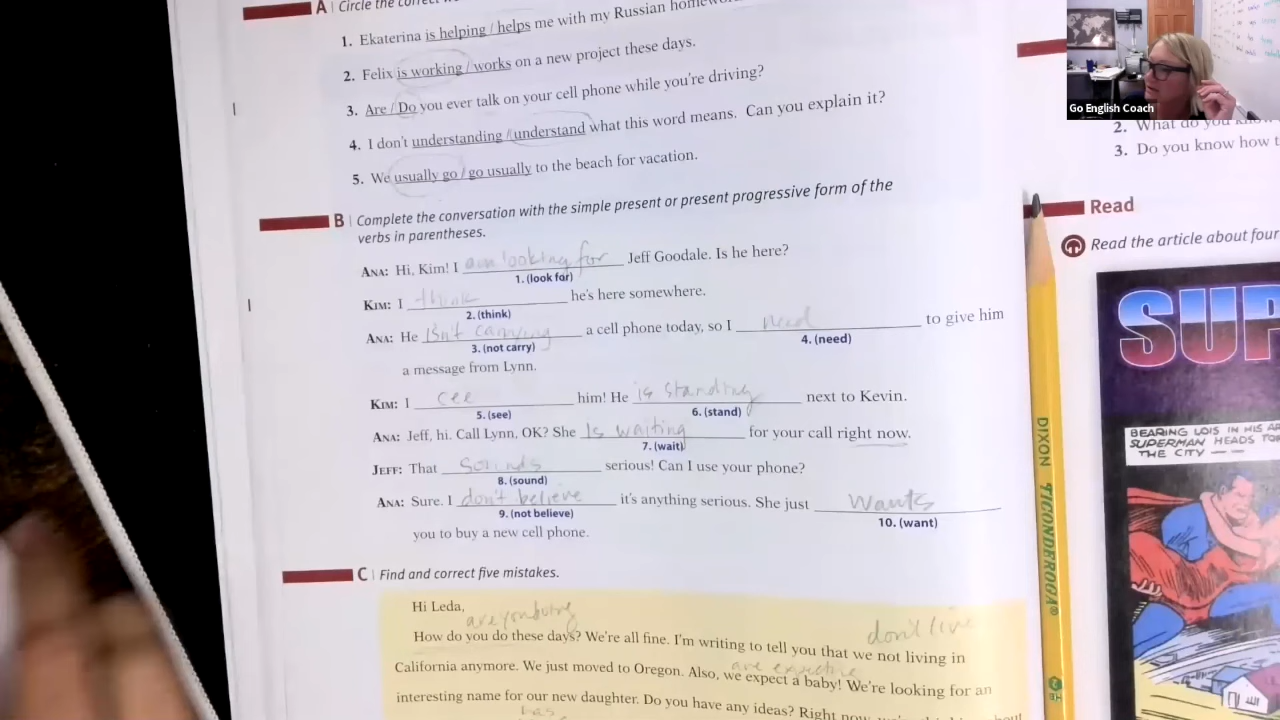 A | Circle the correct
1. Ekaterina is helping / helps me with my Russian homework
2. Felix is working / works on a new project these days.
3. Are / Do you ever talk on your cell phone while you're driving?
4. I don't understanding / understand what this word means. Can you explain it?
5. We usually go / go usually to the beach for vacation.
B | Complete the conversation with the simple present or present progressive form of the
verbs in parentheses.
ANA: Hi, Kim! I am looking for Jeff Goodale. Is he here?
1. (look for)
KIM: I think he's here somewhere.
2. (think)
ANA: He isn't carrying a cell phone today, so I need to give him
3. (not carry) 4. (need)
a message from Lynn.
KIM: I cee him! He is standing next to Kevin.
5. (see) 6. (stand)
ANA: Jeff, hi. Call Lynn, OK? She is waiting for your call right now.
7. (wait)
JEFF: That sounds serious! Can I use your phone?
8. (sound)
ANA: Sure. I don't believe it's anything serious. She just wants
9. (not believe) 10. (want)
you to buy a new cell phone.
C | Find and correct five mistakes.
Hi Lada,
are you doing
don't live
How do you do these days? We're all fine. I'm writing to tell you that we not living in
are expecting
California anymore. We just moved to Oregon. Also, we expect a baby! We're looking for an
interesting name for our new daughter. Do you have any ideas? Right now,
Go English Coach
2. What do you know
3. Do you know how
Read
Read the article about four
DIXON TICONDEROGA
SUP
BEARING LOIS IN HIS
SUPERMAN HEADS
THE CITY --